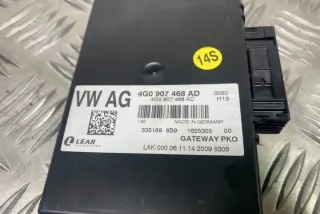 14S
VW AG
4G0 907 468 AD 0050
4G0 907 468 AC H13
MADE IN GERMANY
535189 6B9 1625305 00
LEAR GATEWAY PKO
LAK 000 06.11.14 2009 5305